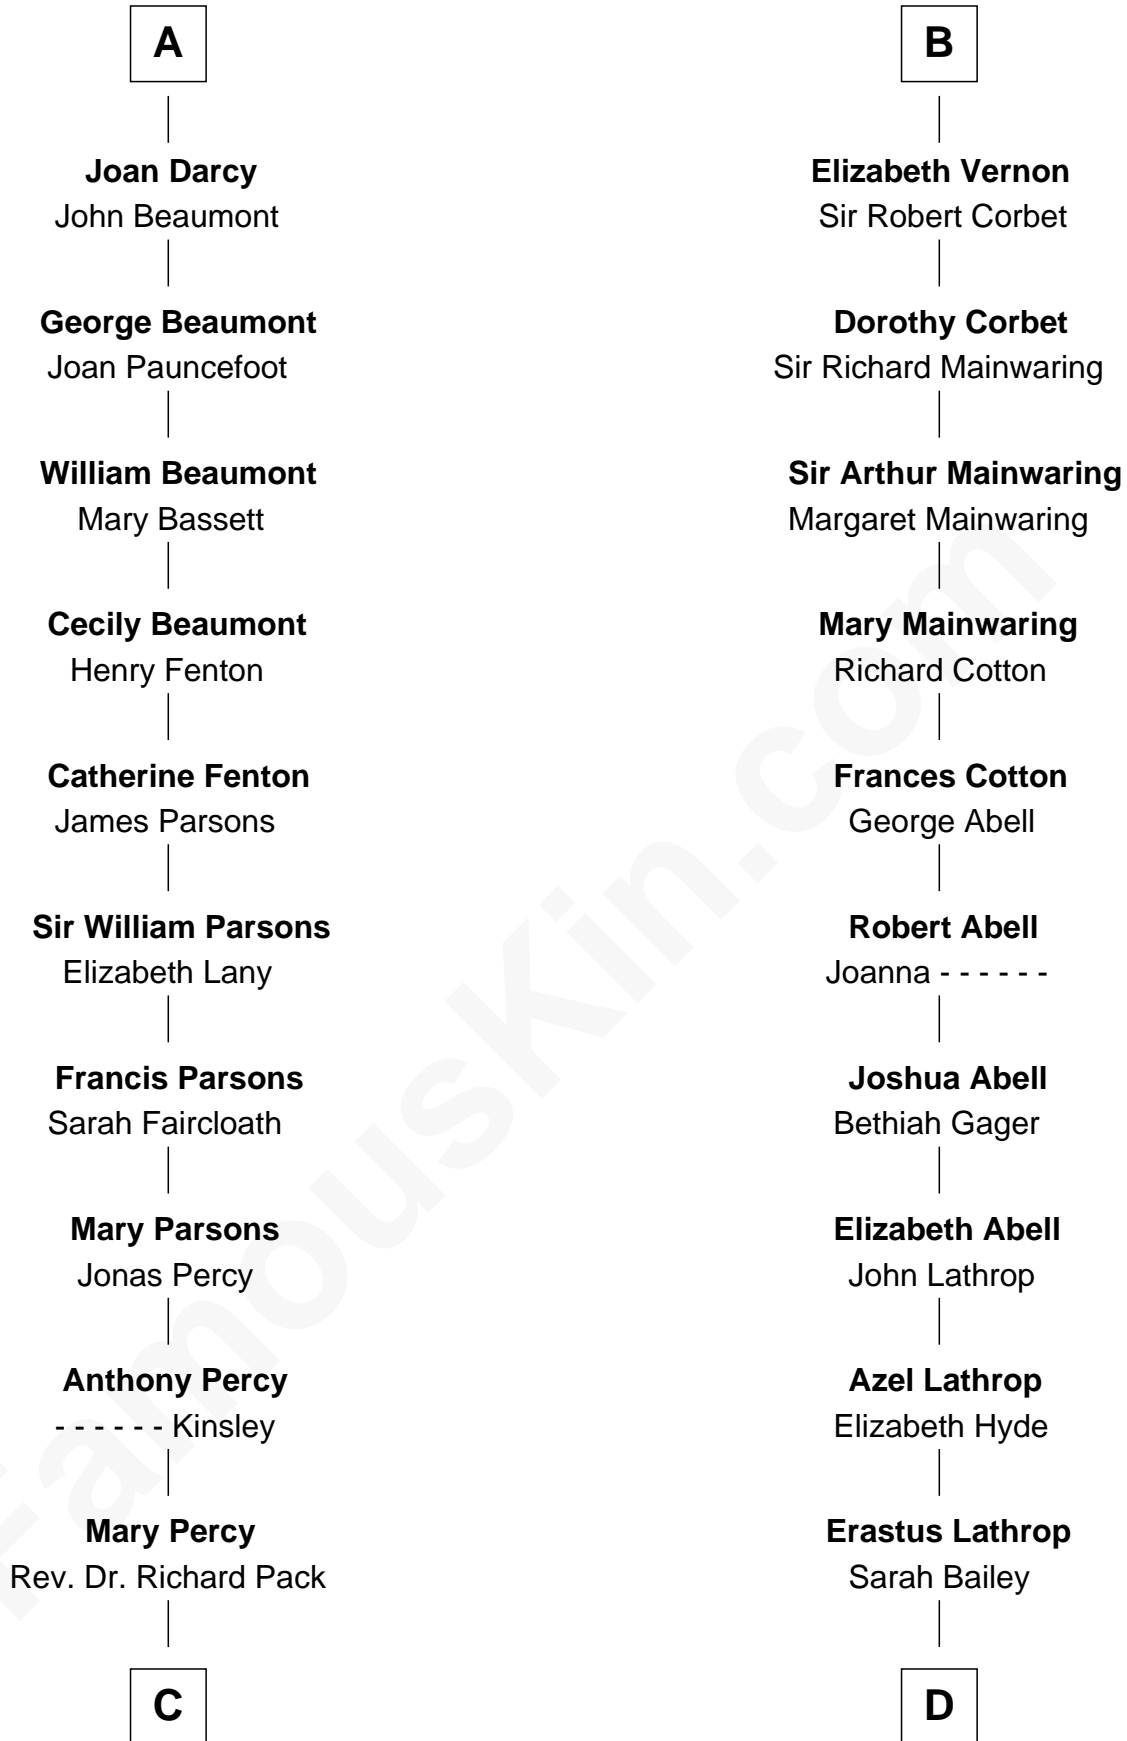 A
Joan Darcy
John Beaumont
George Beaumont
Joan Pauncefoot
William Beaumont
Mary Bassett
Cecily Beaumont
Henry Fenton
Catherine Fenton
James Parsons
Sir William Parsons
Elizabeth Lany
Francis Parsons
Sarah Faircloath
Mary Parsons
Jonas Percy
Anthony Percy
- - - - - - Kinsley
Mary Percy
Rev. Dr. Richard Pack
C
B
Elizabeth Vernon
Sir Robert Corbet
Dorothy Corbet
Sir Richard Mainwaring
Sir Arthur Mainwaring
Margaret Mainwaring
Mary Mainwaring
Richard Cotton
Frances Cotton
George Abell
Robert Abell
Joanna - - - - - -
Joshua Abell
Bethiah Gager
Elizabeth Abell
John Lathrop
Azel Lathrop
Elizabeth Hyde
Erastus Lathrop
Sarah Bailey
D
FamousKin.com